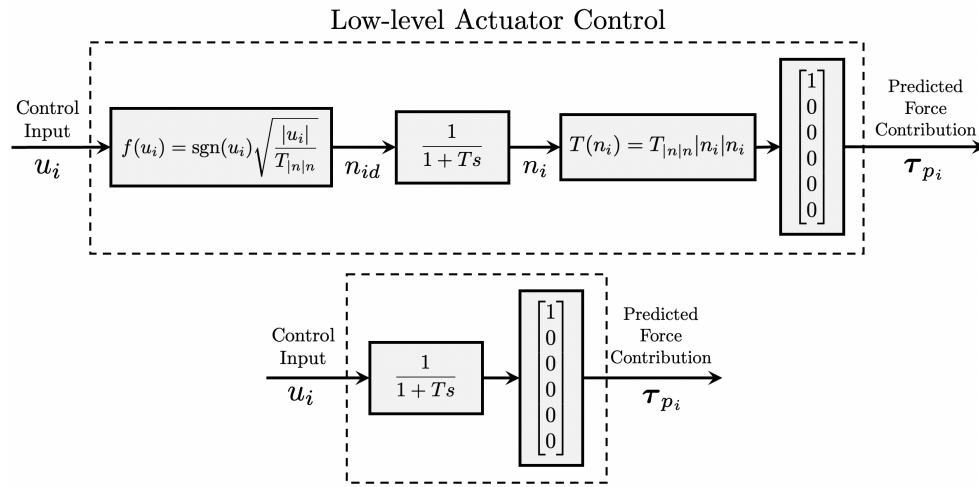 Low-level Actuator Control
Control
Input
u_i
f(u_i) = sgn(u_i)√(|u_i|/T_{|n|n})
n_{id}
1
1 + Ts
n_i
T(n_i) = T_{|n|n}|n_i|n_i
1
0
0
0
0
0
Predicted
Force
Contribution
τ_{p_i}
Control
Input
u_i
1
1 + Ts
1
0
0
0
0
0
Predicted
Force
Contribution
τ_{p_i}